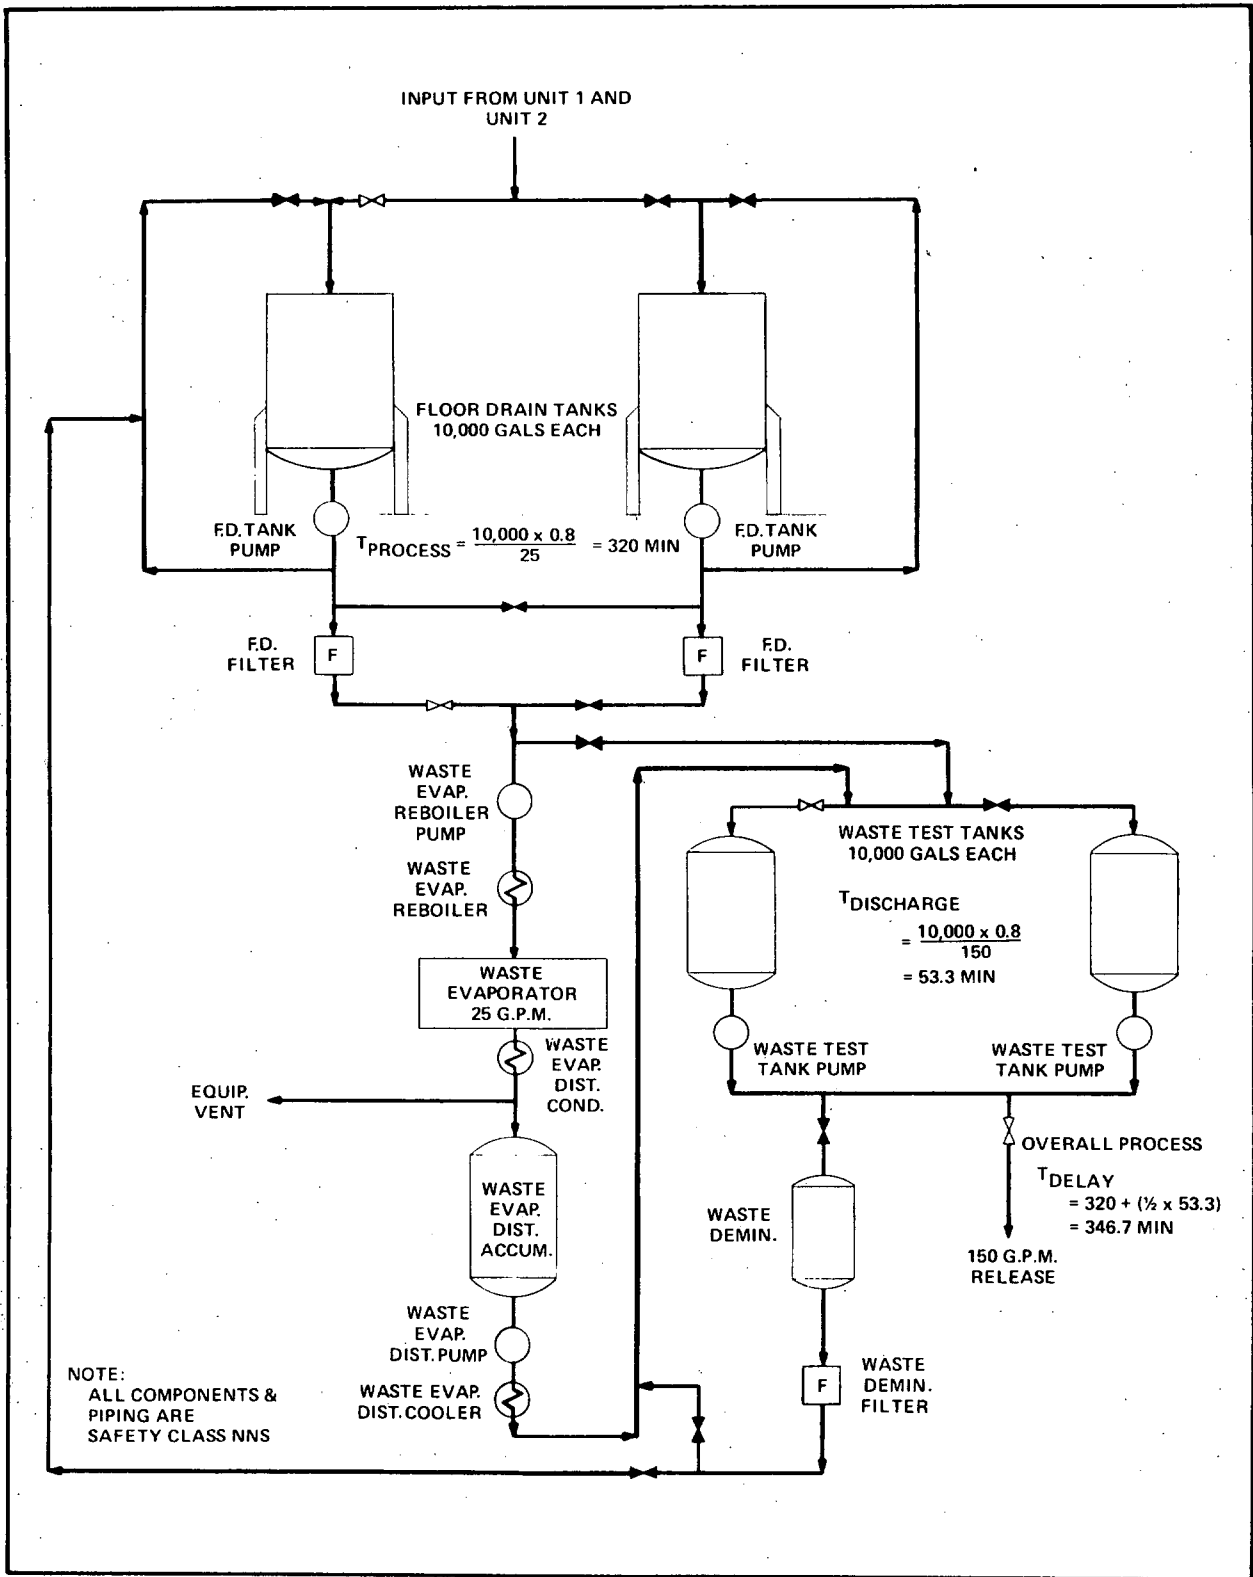 INPUT FROM UNIT 1 AND
UNIT 2
FLOOR DRAIN TANKS
10,000 GALS EACH
F.D. TANK
PUMP
T PROCESS = 10,000 x 0.8 / 25 = 320 MIN
F.D. TANK
PUMP
F.D.
FILTER
F
F
F.D.
FILTER
WASTE
EVAP.
REBOILER
PUMP
WASTE
EVAP.
REBOILER
WASTE
EVAPORATOR
25 G.P.M.
WASTE
EVAP.
DIST.
COND.
EQUIP.
VENT
WASTE
EVAP.
DIST.
ACCUM.
WASTE
EVAP.
DIST. PUMP
WASTE EVAP.
DIST. COOLER
WASTE TEST TANKS
10,000 GALS EACH
T DISCHARGE
= 10,000 x 0.8 / 150
= 53.3 MIN
WASTE TEST
TANK PUMP
WASTE TEST
TANK PUMP
OVERALL PROCESS
T DELAY
= 320 + (½ x 53.3)
= 346.7 MIN
150 G.P.M.
RELEASE
WASTE
DEMIN.
F
WASTE
DEMIN.
FILTER
NOTE:
ALL COMPONENTS &
PIPING ARE
SAFETY CLASS NNS